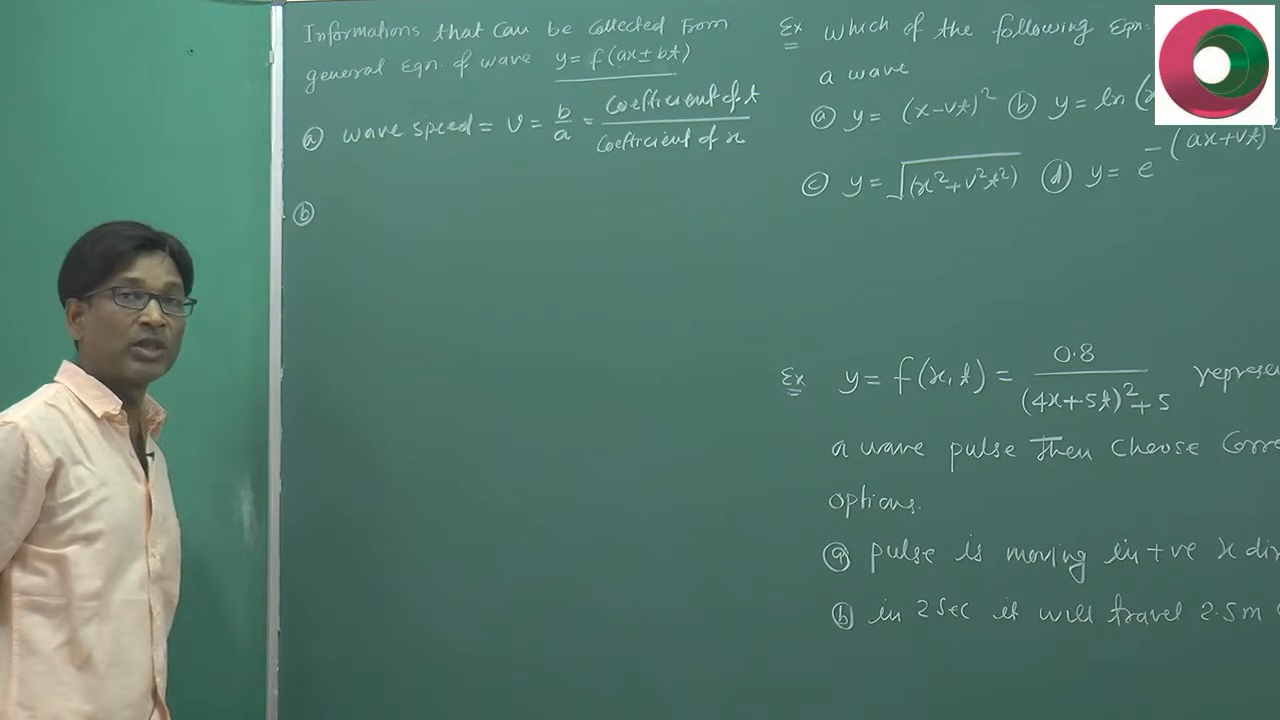 Informations that can be collected from
general Eqn. of wave y = f(ax ± bt)
ⓐ wave speed = v = b/a = coefficient of t / coefficient of x
ⓑ
Ex which of the following Eqn.
a wave
ⓐ y = (x-vt)² ⓑ y = ln (x
ⓒ y = √(x²+v²t²) ⓓ y = e^-(ax+vt)²
Ex y = f(x,t) = 0.8 / (4x+5t)²+5
a wave pulse Then choose
options.
ⓐ pulse is moving in +ve x
ⓑ in 2 sec it will travel 2.5m